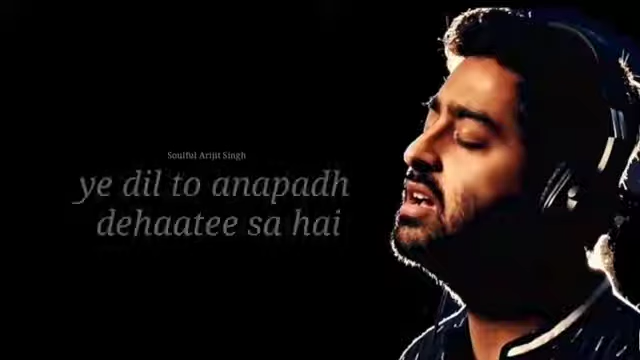 Soulful Arijit Singh
ye dil to anapadh
dehaatee sa hai